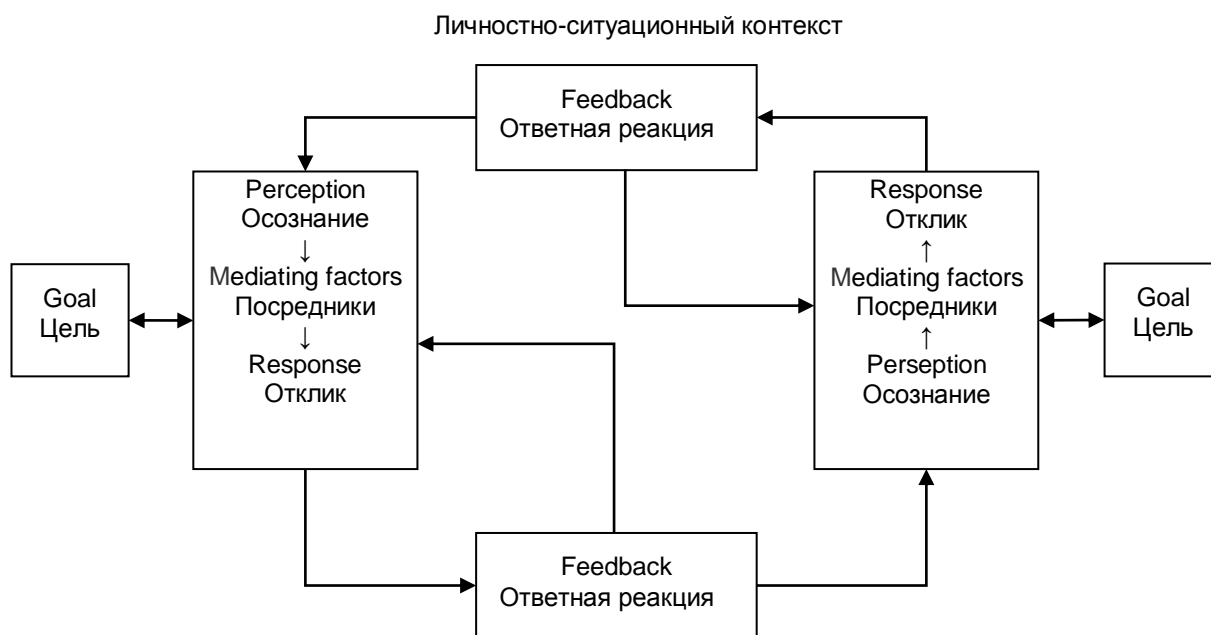 Личностно-ситуационный контекст
Feedback
Ответная реакция
Perception
Осознание
↓
Mediating factors
Посредники
↓
Response
Отклик
Response
Отклик
↑
Mediating factors
Посредники
↑
Perseption
Осознание
Goal
Цель
Goal
Цель
Feedback
Ответная реакция